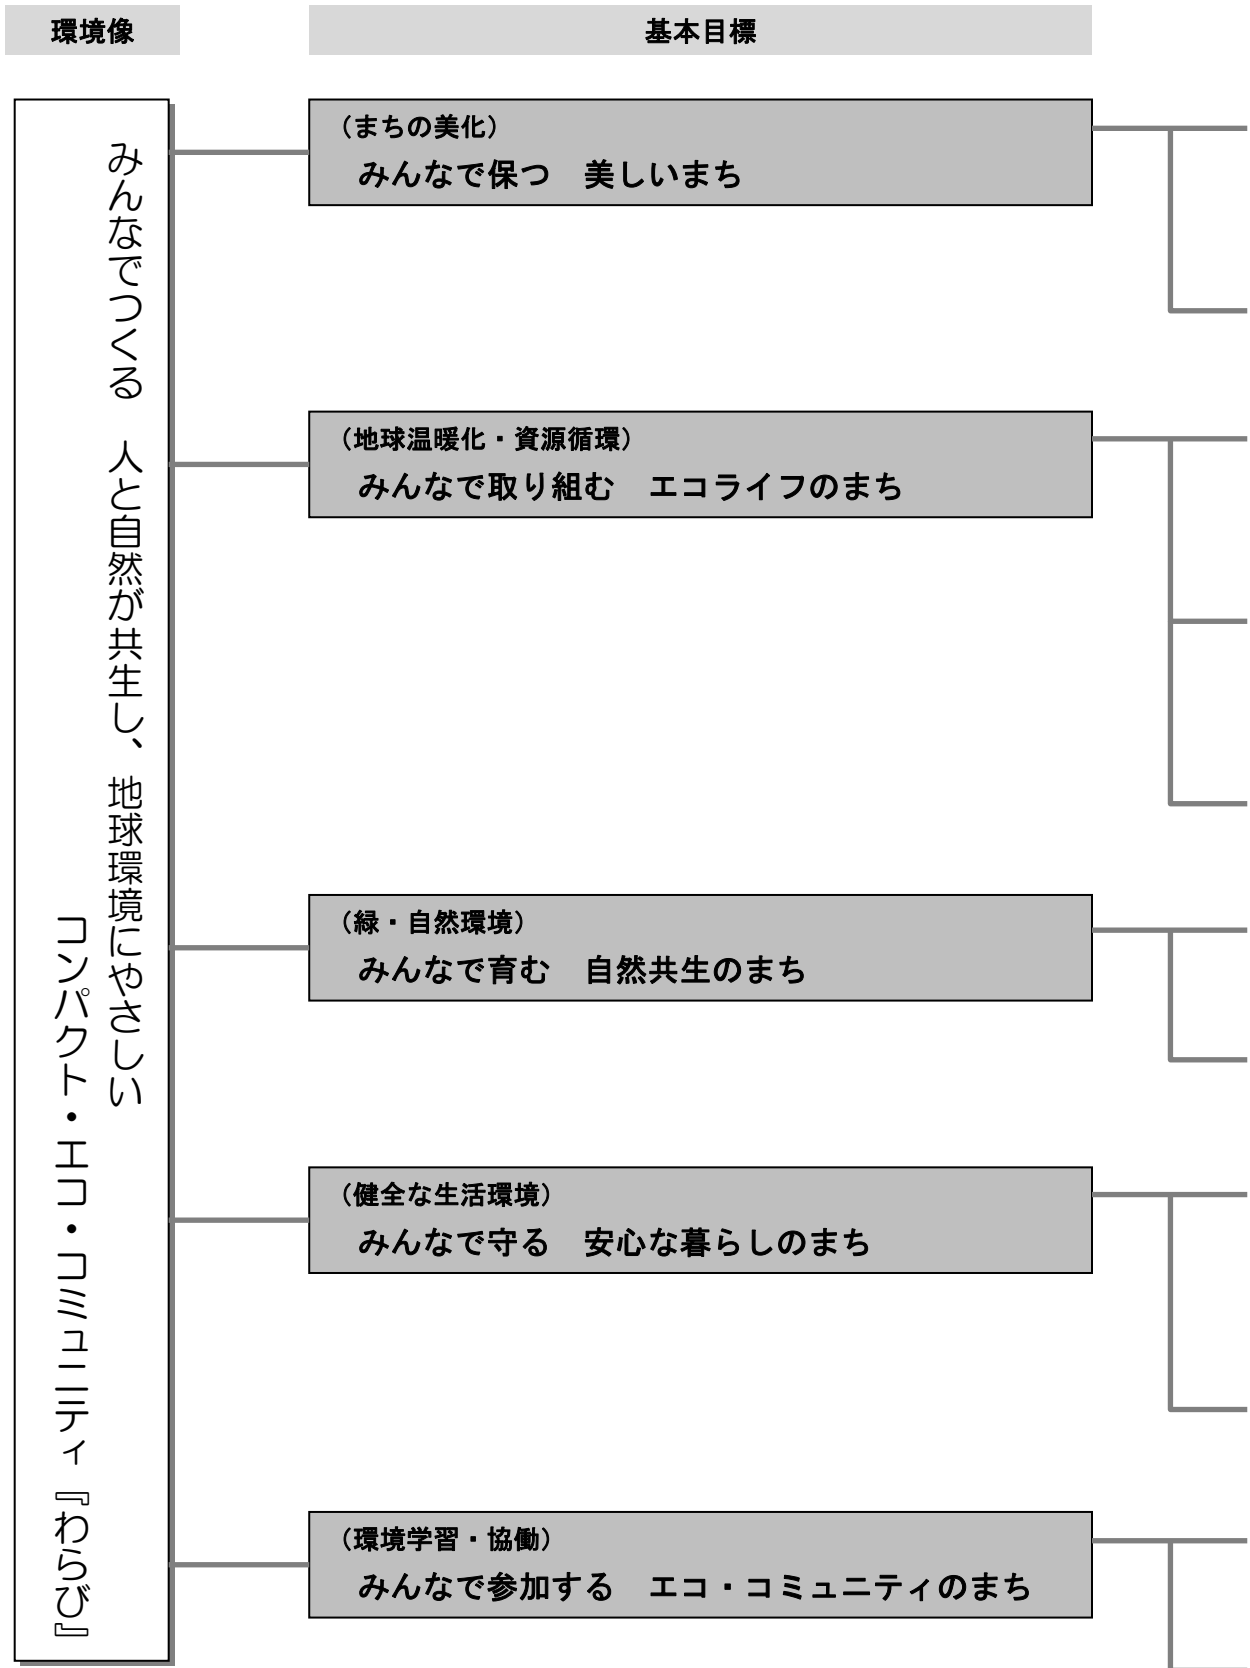 環境像
基本目標
みんなでつくる　人と自然が共生し、地球環境にやさしい
コンパクト・エコ・コミュニティ『わらび』
（まちの美化）
みんなで保つ　美しいまち
（地球温暖化・資源循環）
みんなで取り組む　エコライフのまち
（緑・自然環境）
みんなで育む　自然共生のまち
（健全な生活環境）
みんなで守る　安心な暮らしのまち
（環境学習・協働）
みんなで参加する　エコ・コミュニティのまち